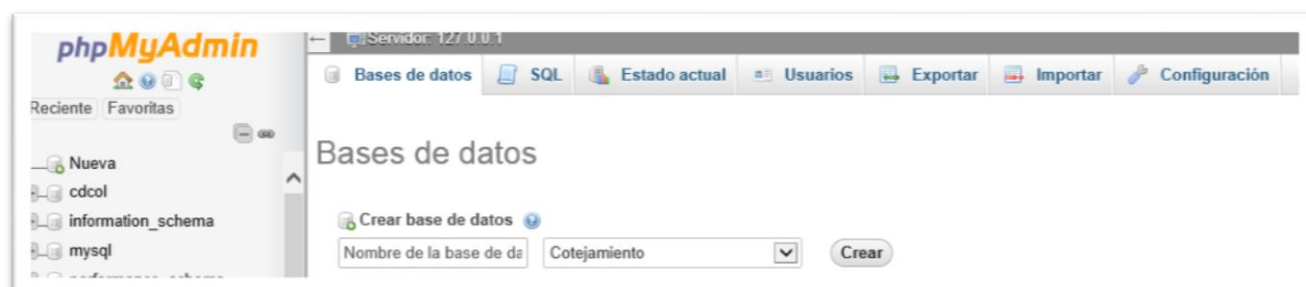 phpMyAdmin
Reciente Favoritas
Nueva
cdcol
information_schema
mysql
Servidor: 127.0.0.1
Bases de datos SQL Estado actual Usuarios Exportar Importar Configuración
Bases de datos
Crear base de datos
Nombre de la base de da Cotejamiento Crear